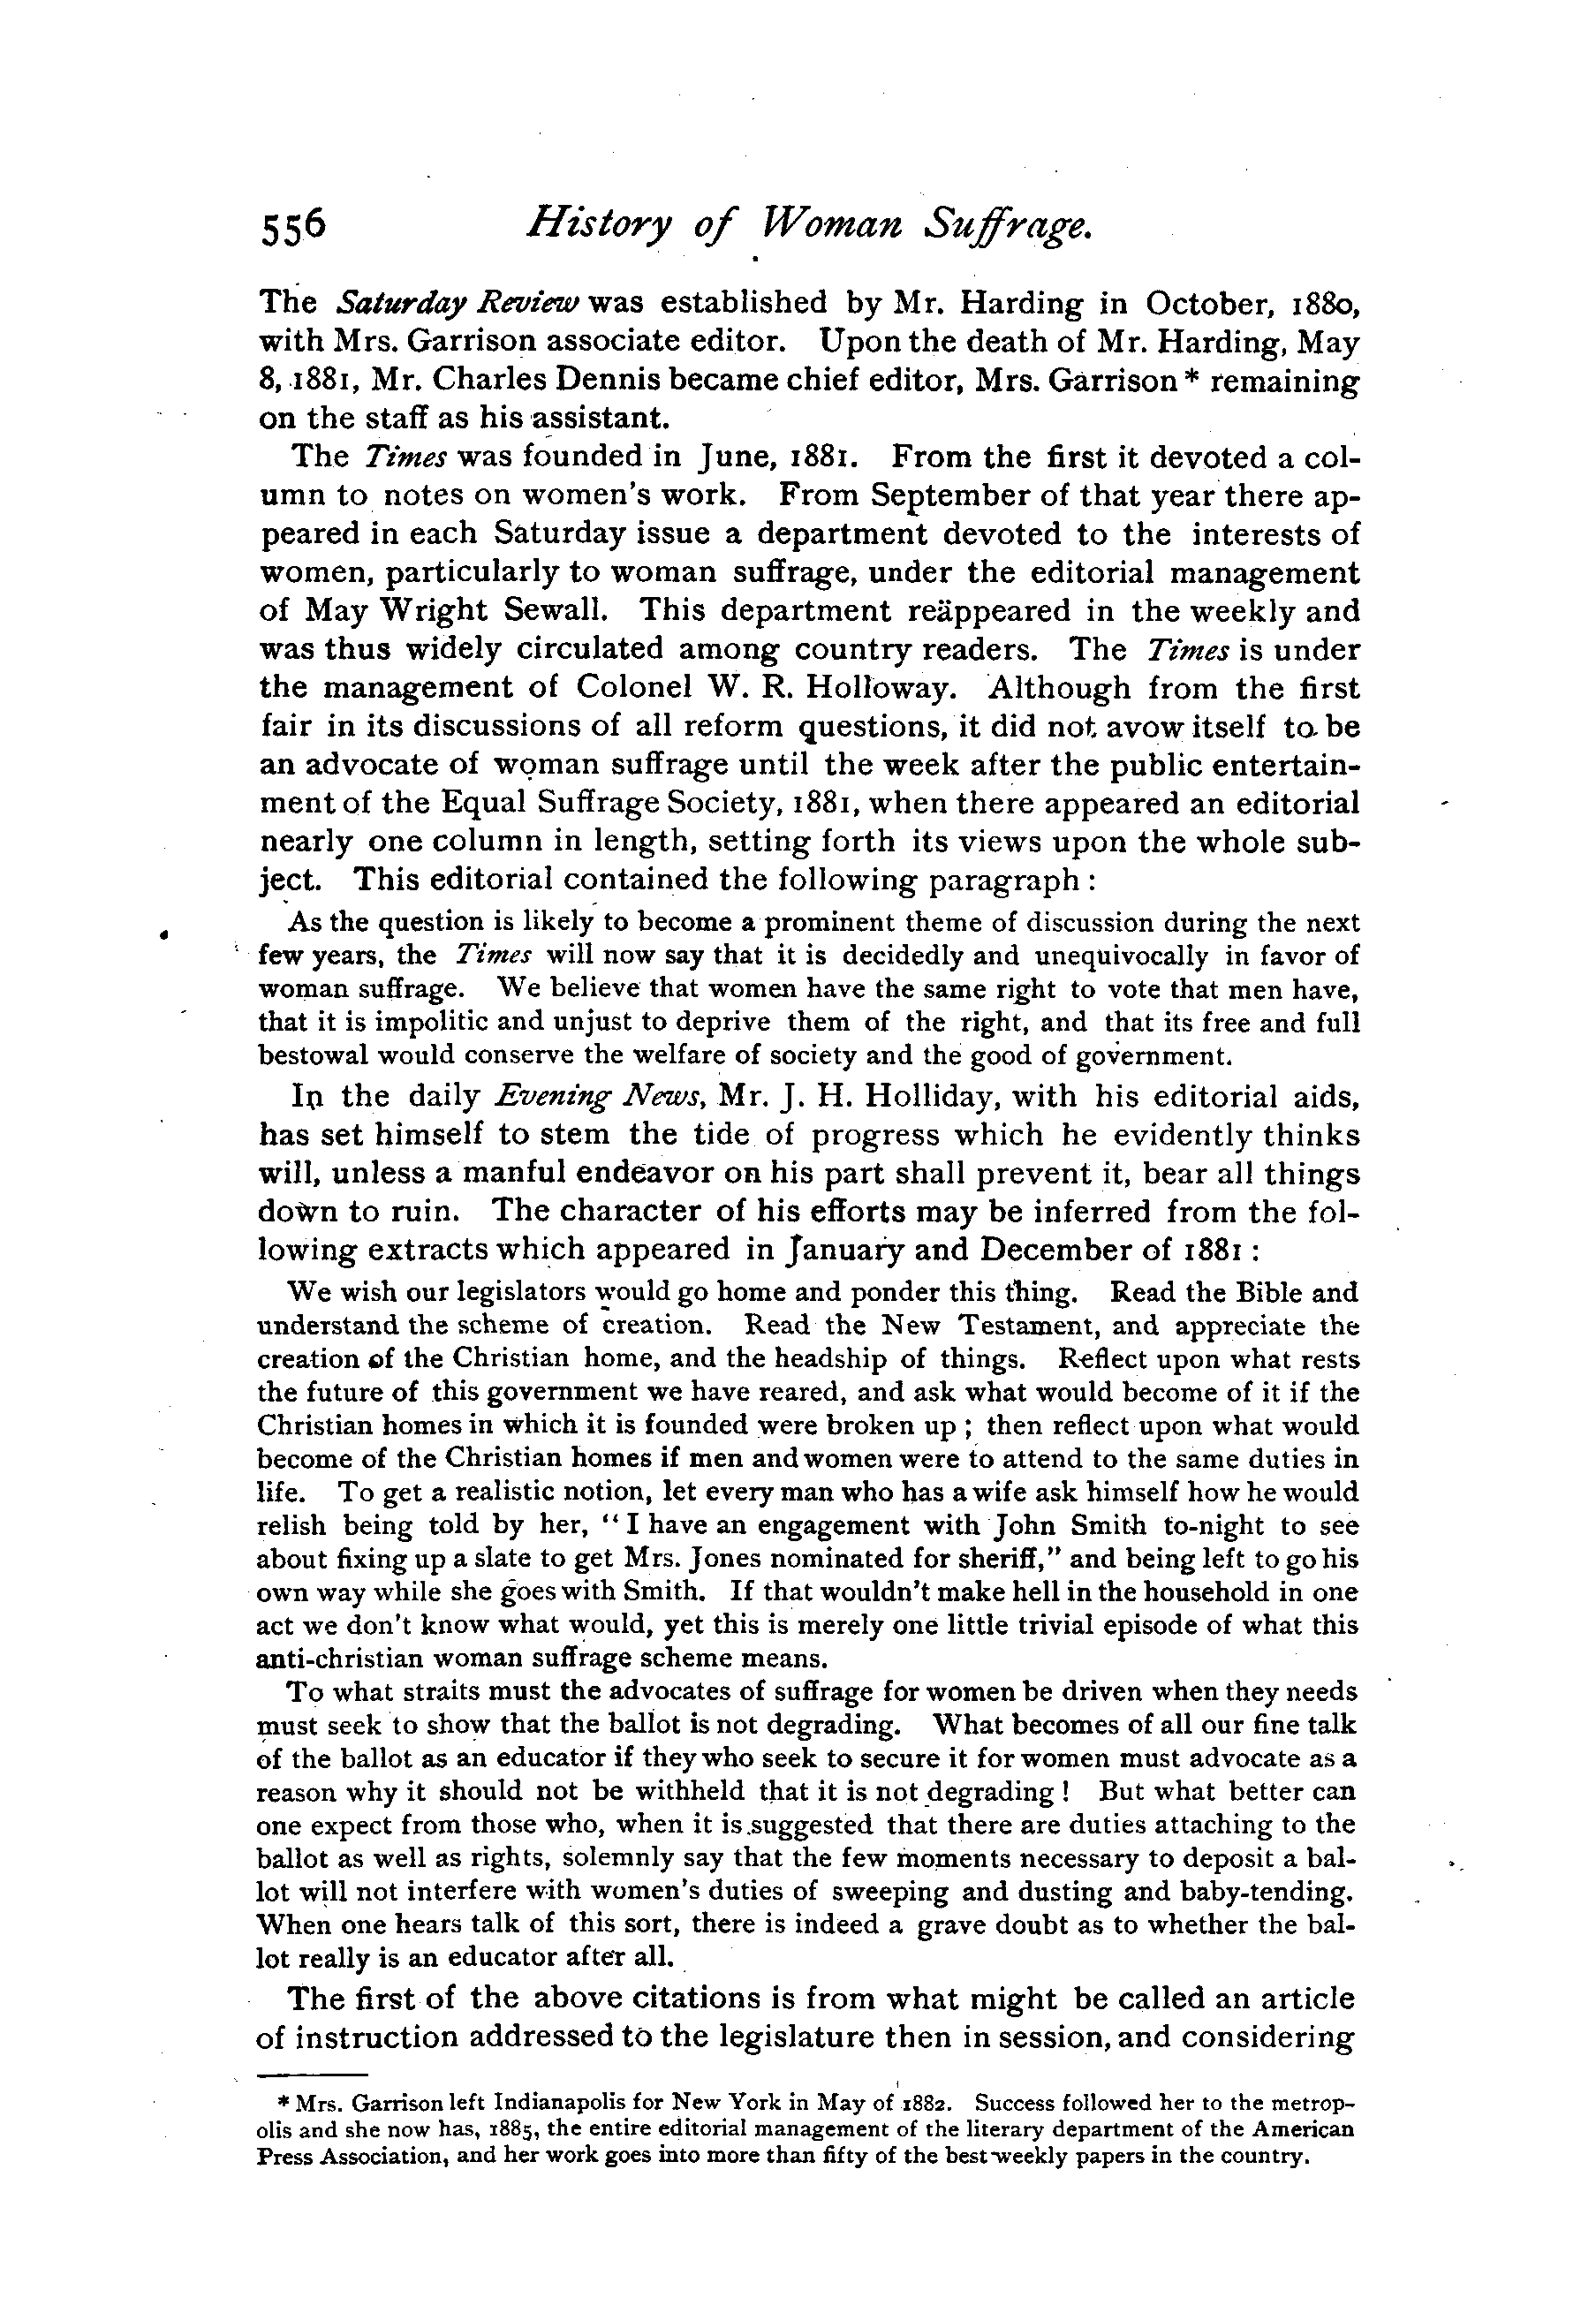 556 History of Woman Suffrage.
The Saturday Review was established by Mr. Harding in October, 1880,
with Mrs. Garrison associate editor. Upon the death of Mr. Harding, May
8, 1881, Mr. Charles Dennis became chief editor, Mrs. Garrison * remaining
on the staff as his assistant.
The Times was founded in June, 1881. From the first it devoted a col-
umn to notes on women's work. From September of that year there ap-
peared in each Saturday issue a department devoted to the interests of
women, particularly to woman suffrage, under the editorial management
of May Wright Sewall. This department reäppeared in the weekly and
was thus widely circulated among country readers. The Times is under
the management of Colonel W. R. Holloway. Although from the first
fair in its discussions of all reform questions, it did not avow itself to be
an advocate of woman suffrage until the week after the public entertain-
ment of the Equal Suffrage Society, 1881, when there appeared an editorial
nearly one column in length, setting forth its views upon the whole sub-
ject. This editorial contained the following paragraph :
As the question is likely to become a prominent theme of discussion during the next
few years, the Times will now say that it is decidedly and unequivocally in favor of
woman suffrage. We believe that women have the same right to vote that men have,
that it is impolitic and unjust to deprive them of the right, and that its free and full
bestowal would conserve the welfare of society and the good of government.
In the daily Evening News, Mr. J. H. Holliday, with his editorial aids,
has set himself to stem the tide of progress which he evidently thinks
will, unless a manful endeavor on his part shall prevent it, bear all things
down to ruin. The character of his efforts may be inferred from the fol-
lowing extracts which appeared in January and December of 1881 :
We wish our legislators would go home and ponder this thing. Read the Bible and
understand the scheme of creation. Read the New Testament, and appreciate the
creation of the Christian home, and the headship of things. Reflect upon what rests
the future of this government we have reared, and ask what would become of it if the
Christian homes in which it is founded were broken up ; then reflect upon what would
become of the Christian homes if men and women were to attend to the same duties in
life. To get a realistic notion, let every man who has a wife ask himself how he would
relish being told by her, "I have an engagement with John Smith to-night to see
about fixing up a slate to get Mrs. Jones nominated for sheriff," and being left to go his
own way while she goes with Smith. If that wouldn't make hell in the household in one
act we don't know what would, yet this is merely one little trivial episode of what this
anti-christian woman suffrage scheme means.
To what straits must the advocates of suffrage for women be driven when they needs
must seek to show that the ballot is not degrading. What becomes of all our fine talk
of the ballot as an educator if they who seek to secure it for women must advocate as a
reason why it should not be withheld that it is not degrading ! But what better can
one expect from those who, when it is suggested that there are duties attaching to the
ballot as well as rights, solemnly say that the few moments necessary to deposit a bal-
lot will not interfere with women's duties of sweeping and dusting and baby-tending.
When one hears talk of this sort, there is indeed a grave doubt as to whether the bal-
lot really is an educator after all.
The first of the above citations is from what might be called an article
of instruction addressed to the legislature then in session, and considering
* Mrs. Garrison left Indianapolis for New York in May of 1882. Success followed her to the metrop-
olis and she now has, 1885, the entire editorial management of the literary department of the American
Press Association, and her work goes into more than fifty of the best weekly papers in the country.